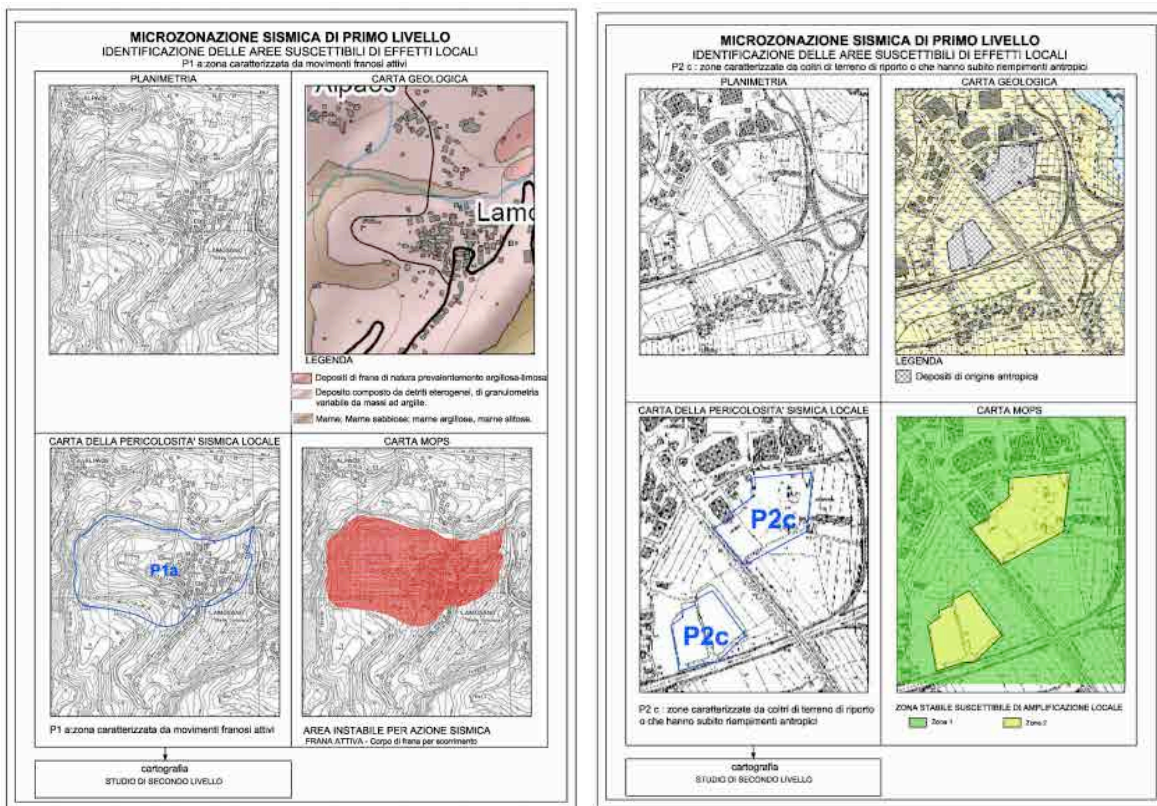 MICROZONAZIONE SISMICA DI PRIMO LIVELLO
IDENTIFICAZIONE DELLE AREE SUSCETTIBILI DI EFFETTI LOCALI
P1 a:zona caratterizzata da movimenti franosi attivi
PLANIMETRIA
CARTA GEOLOGICA
ALPAOS
LAMOSANO
Alpaos
Lamo
LEGENDA
Depositi di frana di natura prevalentemente argillosa-limosa
Deposito composto da detriti eterogenei, di granulometria
variabile da massi ad argille.
Marne; Marne sabbiose; marne argillose, marne siltose.
CARTA DELLA PERICOLOSITA' SISMICA LOCALE
CARTA MOPS
ALPAOS
P1a
LAMOSANO
LAMOSANO
P1 a:zona caratterizzata da movimenti franosi attivi
AREA INSTABILE PER AZIONE SISMICA
FRANA ATTIVA - Corpo di frana per scorrimento
cartografia
STUDIO DI SECONDO LIVELLO
MICROZONAZIONE SISMICA DI PRIMO LIVELLO
IDENTIFICAZIONE DELLE AREE SUSCETTIBILI DI EFFETTI LOCALI
P2 c : zone caratterizzate da coltri di terreno di riporto o che hanno subito riempimenti antropici
PLANIMETRIA
CARTA GEOLOGICA
LEGENDA
Depositi di origine antropica
CARTA DELLA PERICOLOSITA' SISMICA LOCALE
CARTA MOPS
P2c
P2c
P2 c : zone caratterizzate da coltri di terreno di riporto
o che hanno subito riempimenti antropici
ZONA STABILE SUSCETTIBILE DI AMPLIFICAZIONE LOCALE
Zona 1
Zona 2
cartografia
STUDIO DI SECONDO LIVELLO